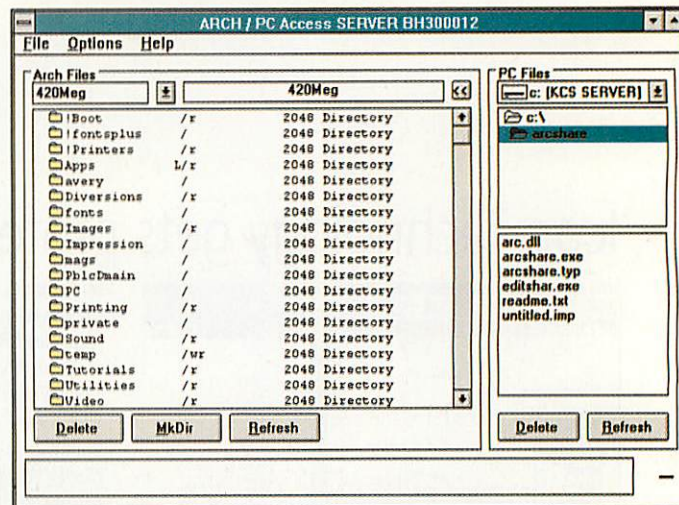 ARCH / PC Access SERVER BH300012
File Options Help
Arch Files
420Meg 420Meg <<
!Boot /r 2048 Directory
!fontsplus / 2048 Directory
!Printers /r 2048 Directory
Apps L/r 2048 Directory
avery / 2048 Directory
Diversions /r 2048 Directory
fonts / 2048 Directory
Images /r 2048 Directory
Impression / 2048 Directory
mags / 2048 Directory
PblcDmain / 2048 Directory
PC / 2048 Directory
Printing /r 2048 Directory
private / 2048 Directory
Sound /r 2048 Directory
temp /wr 2048 Directory
Tutorials /r 2048 Directory
Utilities /r 2048 Directory
Video /r 2048 Directory
Delete MkDir Refresh
PC Files
c: [KCS SERVER]
c:\
arcshare
arc.dll
arcshare.exe
arcshare.typ
editshar.exe
readme.txt
untitled.imp
Delete Refresh